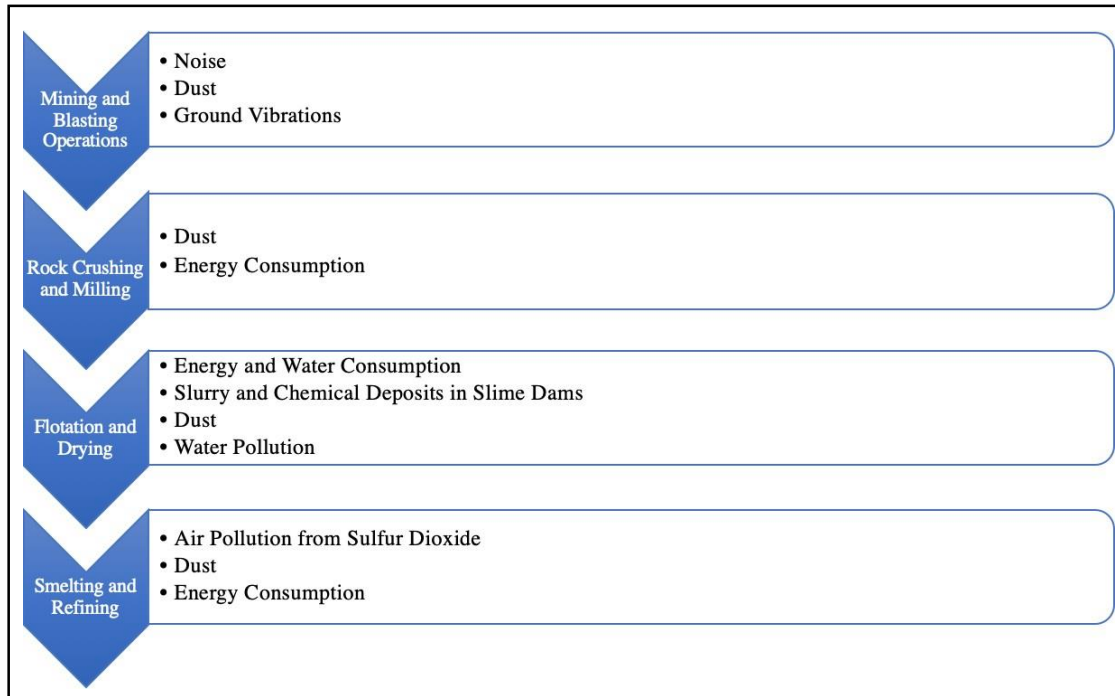 Mining and
Blasting
Operations
• Noise
• Dust
• Ground Vibrations
Rock Crushing
and Milling
• Dust
• Energy Consumption
Flotation and
Drying
• Energy and Water Consumption
• Slurry and Chemical Deposits in Slime Dams
• Dust
• Water Pollution
Smelting and
Refining
• Air Pollution from Sulfur Dioxide
• Dust
• Energy Consumption